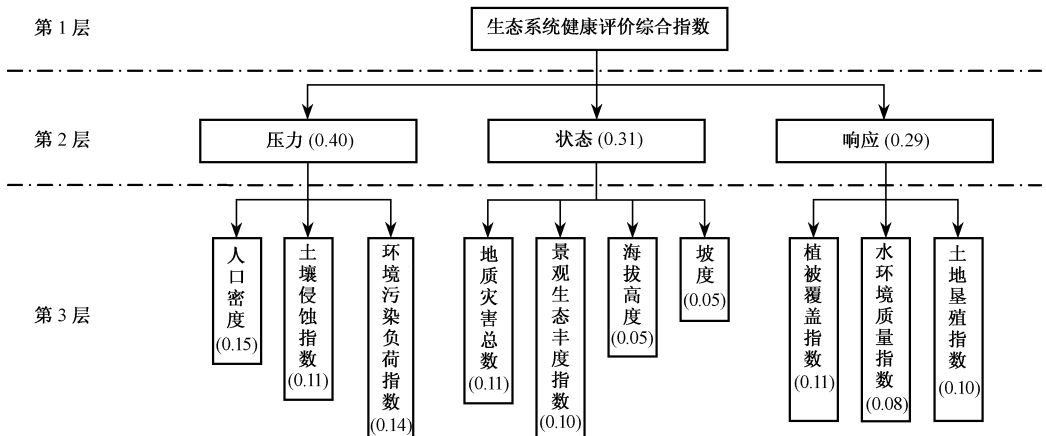 第 1 层
生态系统健康评价综合指数
第 2 层
压力 (0.40)
状态 (0.31)
响应 (0.29)
第 3 层
人口密度
(0.15)
土壤侵蚀指数
(0.11)
环境污染负荷指数
(0.14)
地质灾害总数
(0.11)
景观生态丰度指数
(0.10)
海拔高度
(0.05)
坡度
(0.05)
植被覆盖指数
(0.11)
水环境质量指数
(0.08)
土地垦殖指数
(0.10)